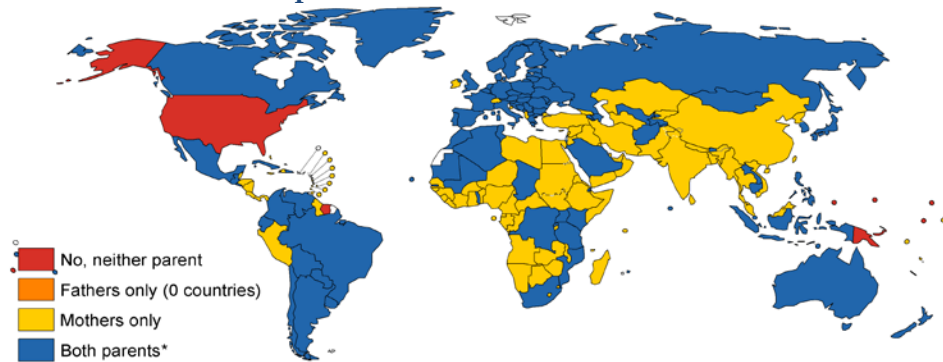 No, neither parent
Fathers only (0 countries)
Mothers only
Both parents*